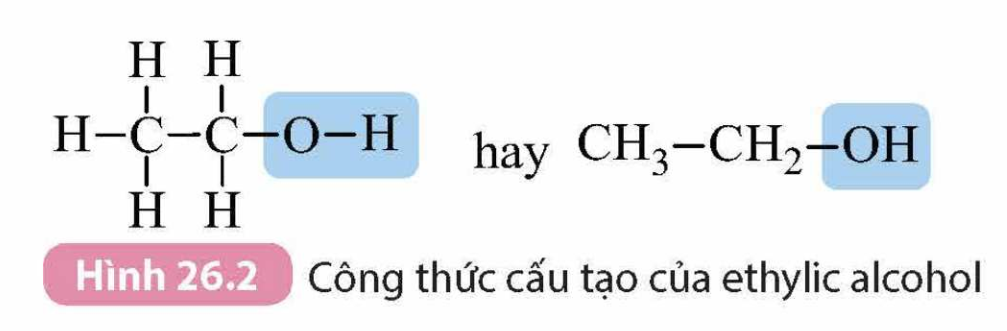 H H
H−C−C−O−H hay CH₃−CH₂−OH
H H
Hình 26.2 Công thức cấu tạo của ethylic alcohol